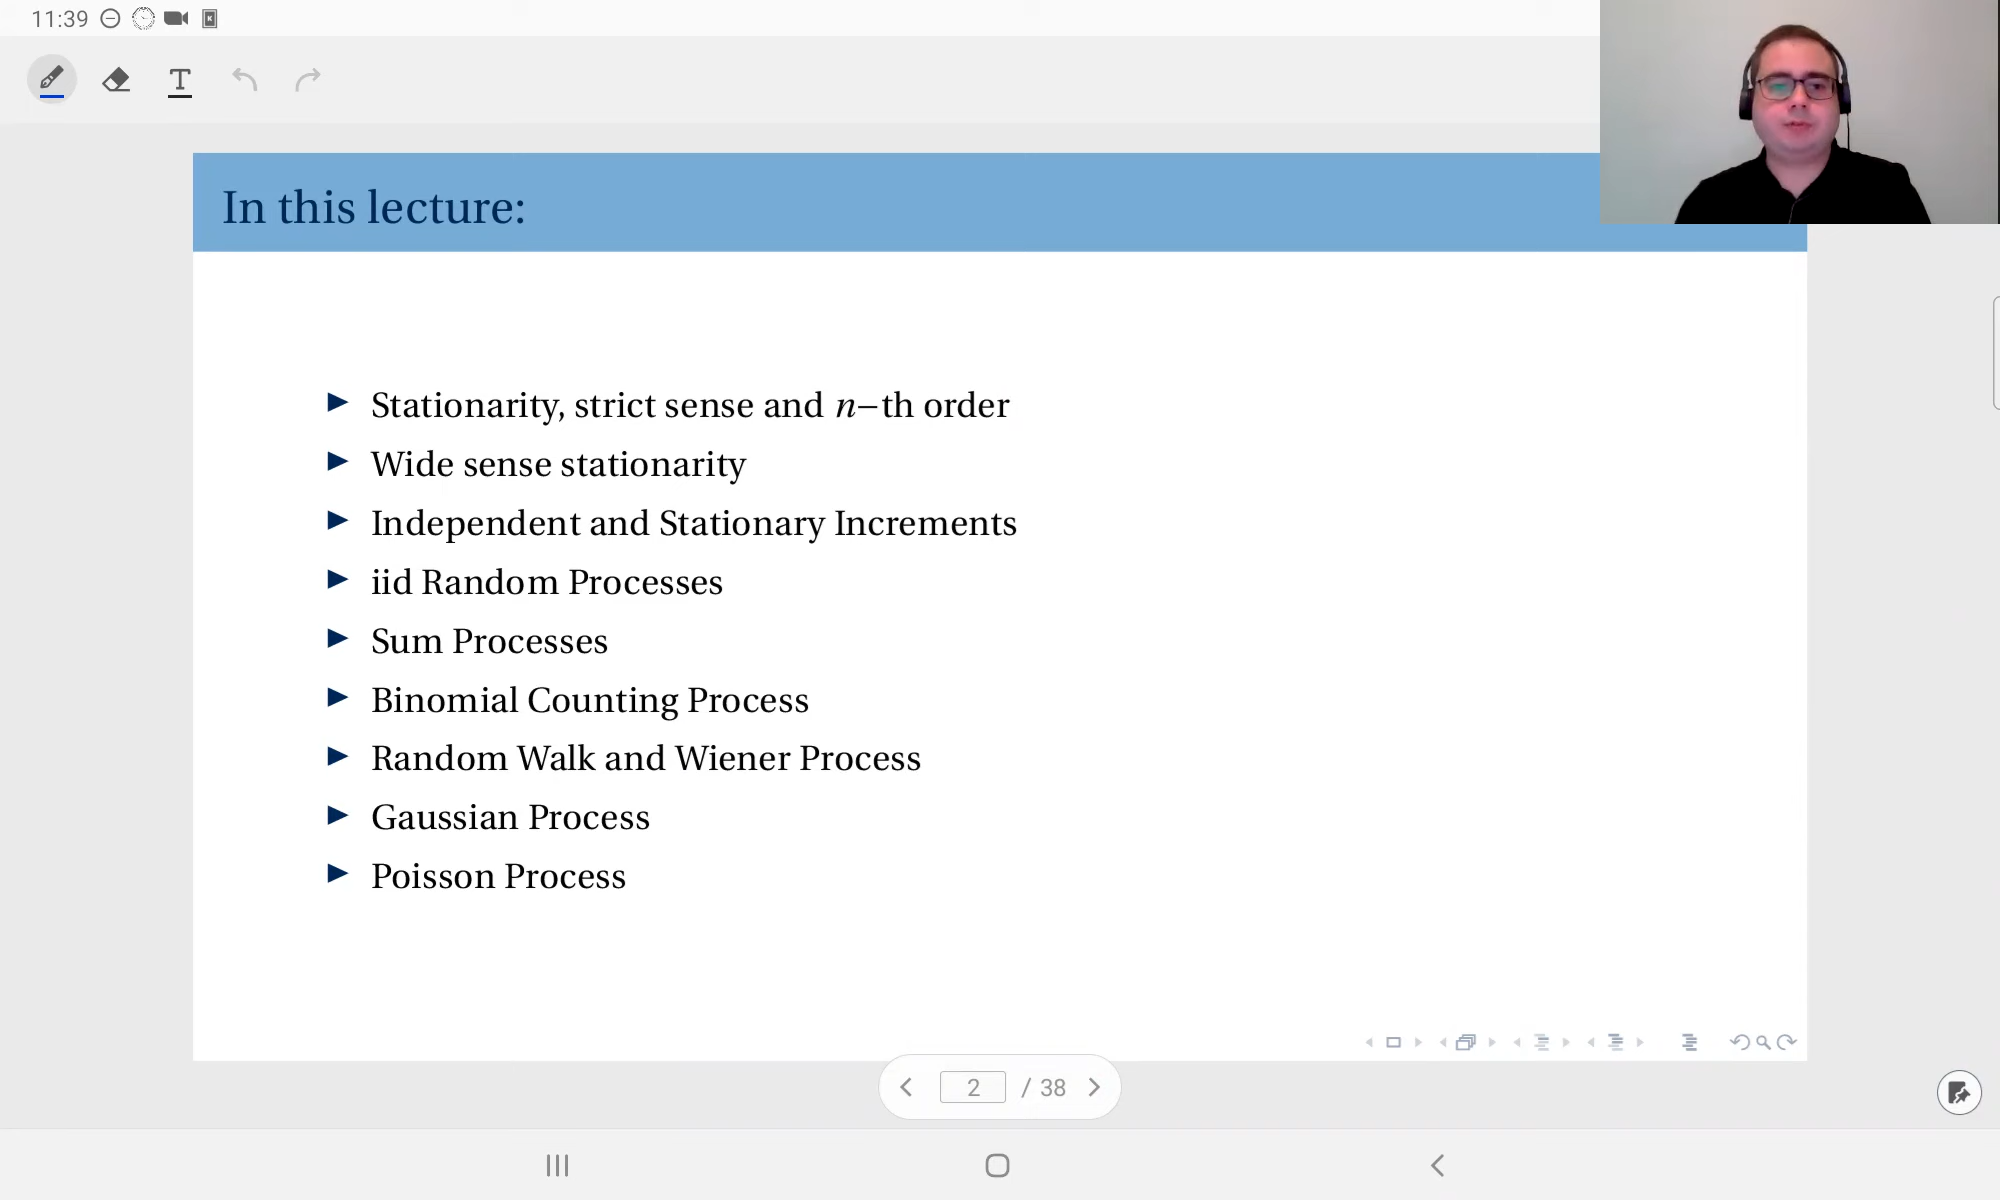 11:39
T
In this lecture:
Stationarity, strict sense and n–th order
Wide sense stationarity
Independent and Stationary Increments
iid Random Processes
Sum Processes
Binomial Counting Process
Random Walk and Wiener Process
Gaussian Process
Poisson Process
2 / 38